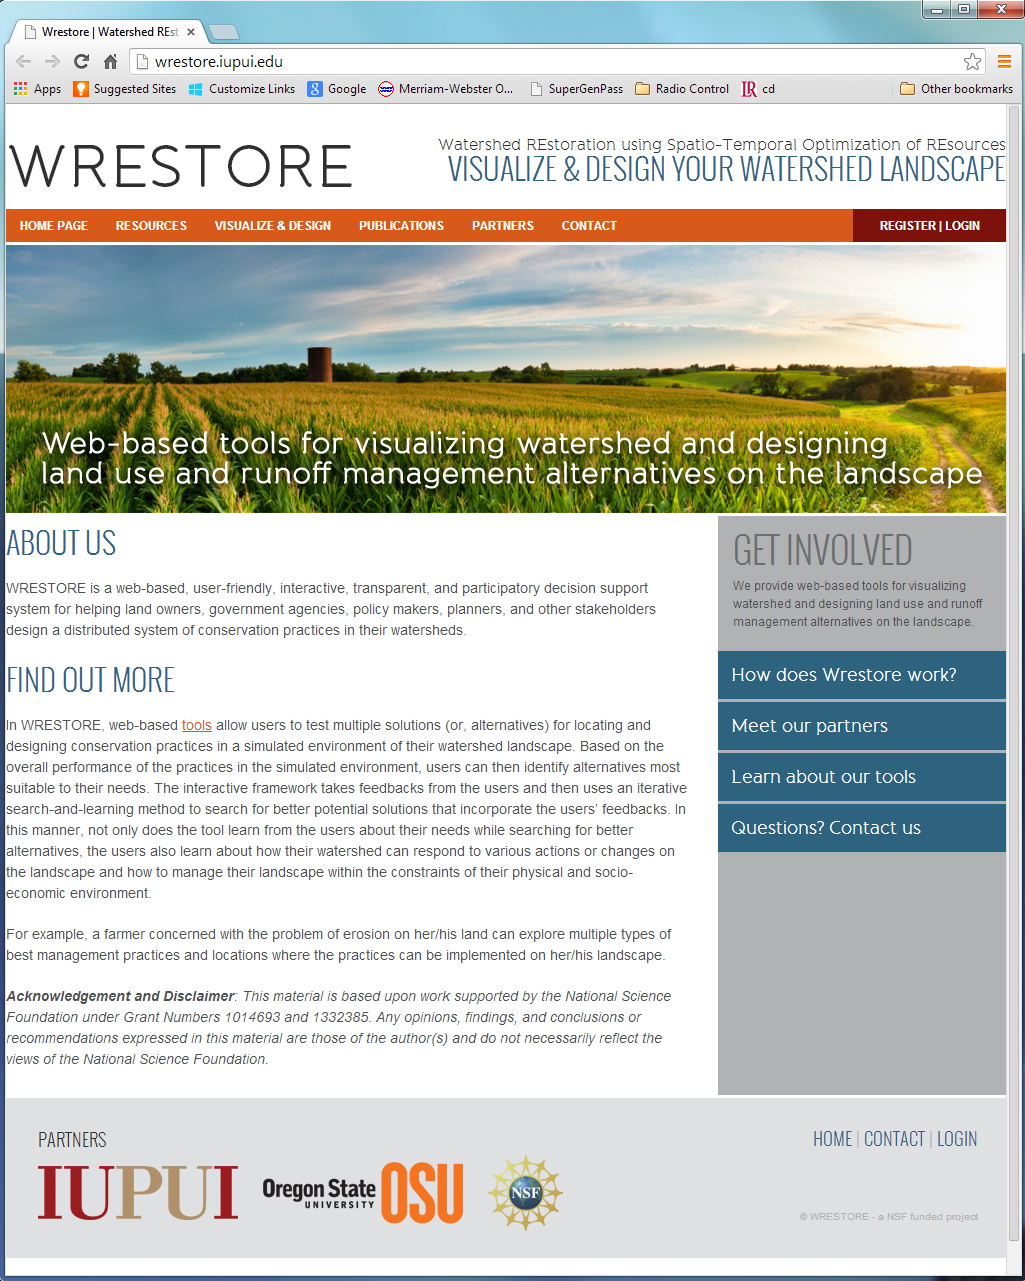 Wrestore | Watershed REst
wrestore.iupui.edu
Apps Suggested Sites Customize Links Google Merriam-Webster O... SuperGenPass Radio Control cd Other bookmarks
WRESTORE
Watershed REstoration using Spatio-Temporal Optimization of REsources
VISUALIZE & DESIGN YOUR WATERSHED LANDSCAPE
HOME PAGE RESOURCES VISUALIZE & DESIGN PUBLICATIONS PARTNERS CONTACT REGISTER | LOGIN
Web-based tools for visualizing watershed and designing
land use and runoff management alternatives on the landscape
ABOUT US
WRESTORE is a web-based, user-friendly, interactive, transparent, and participatory decision support
system for helping land owners, government agencies, policy makers, planners, and other stakeholders
design a distributed system of conservation practices in their watersheds.
FIND OUT MORE
In WRESTORE, web-based tools allow users to test multiple solutions (or, alternatives) for locating and
designing conservation practices in a simulated environment of their watershed landscape. Based on the
overall performance of the practices in the simulated environment, users can then identify alternatives most
suitable to their needs. The interactive framework takes feedbacks from the users and then uses an iterative
search-and-learning method to search for better potential solutions that incorporate the users' feedbacks. In
this manner, not only does the tool learn from the users about their needs while searching for better
alternatives, the users also learn about how their watershed can respond to various actions or changes on
the landscape and how to manage their landscape within the constraints of their physical and socio-
economic environment.
For example, a farmer concerned with the problem of erosion on her/his land can explore multiple types of
best management practices and locations where the practices can be implemented on her/his landscape.
Acknowledgement and Disclaimer: This material is based upon work supported by the National Science
Foundation under Grant Numbers 1014693 and 1332385. Any opinions, findings, and conclusions or
recommendations expressed in this material are those of the author(s) and do not necessarily reflect the
views of the National Science Foundation.
GET INVOLVED
We provide web-based tools for visualizing
watershed and designing land use and runoff
management alternatives on the landscape.
How does Wrestore work?
Meet our partners
Learn about our tools
Questions? Contact us
PARTNERS
IUPUI
Oregon State
UNIVERSITY
OSU
NSF
HOME | CONTACT | LOGIN
© WRESTORE - a NSF funded project